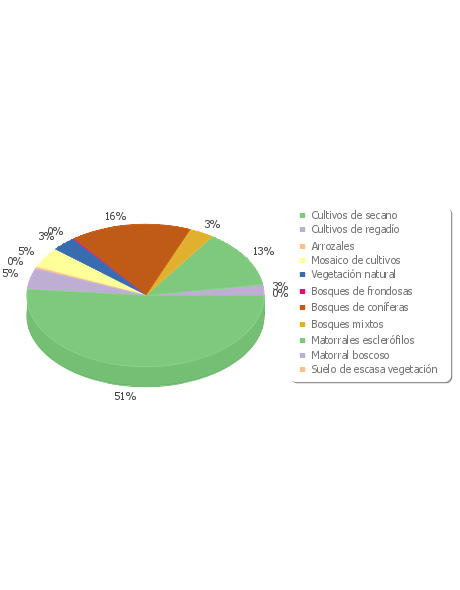 16%
3%
0%
3%
5%
0%
5%
13%
3%
0%
51%
Cultivos de secano
Cultivos de regadío
Arrozales
Mosaico de cultivos
Vegetación natural
Bosques de frondosas
Bosques de coníferas
Bosques mixtos
Matorrales esclerófilos
Matorral boscoso
Suelo de escasa vegetación